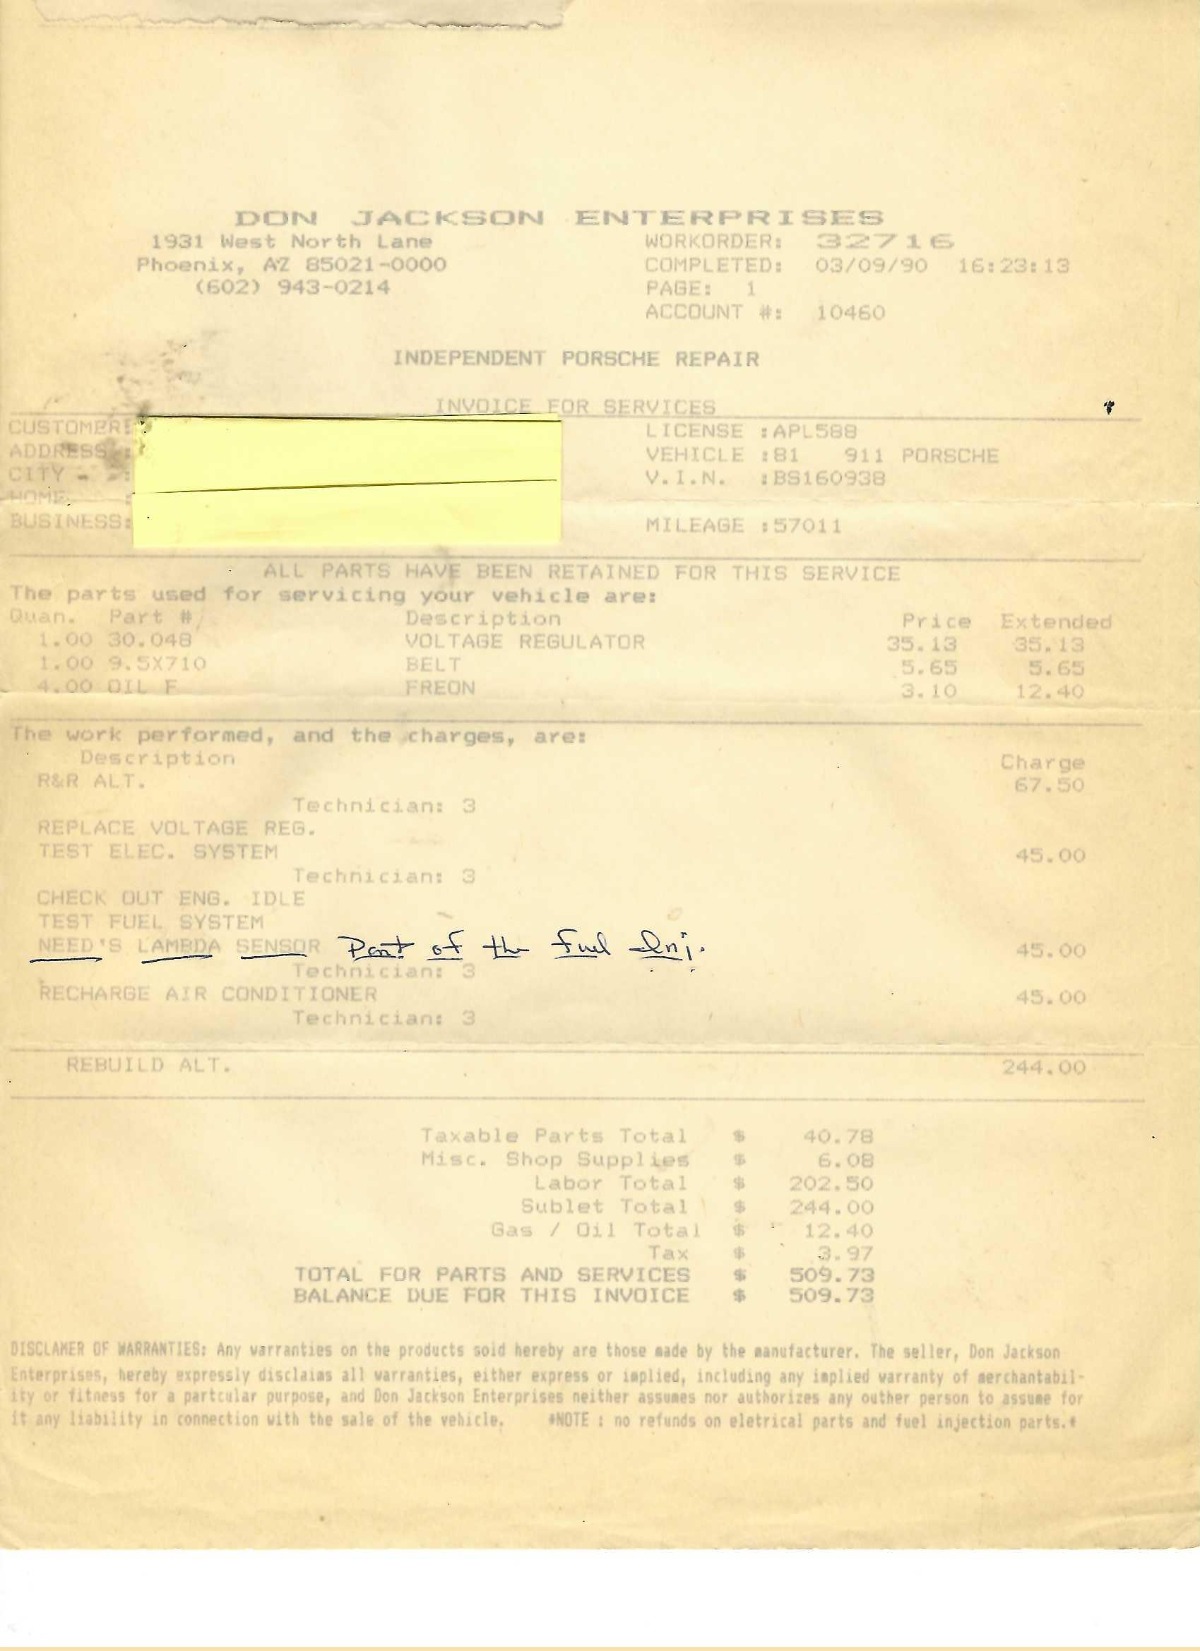 DON JACKSON ENTERPRISES
1931 West North Lane
WORKORDER: 32716
Phoenix, AZ 85021-0000
COMPLETED: 03/09/90 16:23:13
(602) 943-0214
PAGE: 1
ACCOUNT #: 10460
INDEPENDENT PORSCHE REPAIR
INVOICE FOR SERVICES
CUSTOMER:
LICENSE :APL588
ADDRESS :
VEHICLE :81 911 PORSCHE
CITY - :
V.I.N. :BS160938
HOME
BUSINESS:
MILEAGE :57011
ALL PARTS HAVE BEEN RETAINED FOR THIS SERVICE
The parts used for servicing your vehicle are:
Quan. Part # Description Price Extended
1.00 30.048 VOLTAGE REGULATOR 35.13 35.13
1.00 9.5X710 BELT 5.65 5.65
4.00 OIL F FREON 3.10 12.40
The work performed, and the charges, are:
Description Charge
R&R ALT. 67.50
Technician: 3
REPLACE VOLTAGE REG.
TEST ELEC. SYSTEM 45.00
Technician: 3
CHECK OUT ENG. IDLE
TEST FUEL SYSTEM
NEED'S LAMBDA SENSOR Part of the fuel Inj. 45.00
Technician: 3
RECHARGE AIR CONDITIONER 45.00
Technician: 3
REBUILD ALT. 244.00
Taxable Parts Total $ 40.78
Misc. Shop Supplies $ 6.08
Labor Total $ 202.50
Sublet Total $ 244.00
Gas / Oil Total $ 12.40
Tax $ 3.97
TOTAL FOR PARTS AND SERVICES $ 509.73
BALANCE DUE FOR THIS INVOICE $ 509.73
DISCLAMER OF WARRANTIES: Any warranties on the products sold hereby are those made by the manufacturer. The seller, Don Jackson
Enterprises, hereby expressly disclaims all warranties, either express or implied, including any implied warranty of merchantabil-
ity or fitness for a partcular purpose, and Don Jackson Enterprises neither assumes nor authorizes any outher person to assume for
it any liability in connection with the sale of the vehicle. *NOTE : no refunds on eletrical parts and fuel injection parts.*